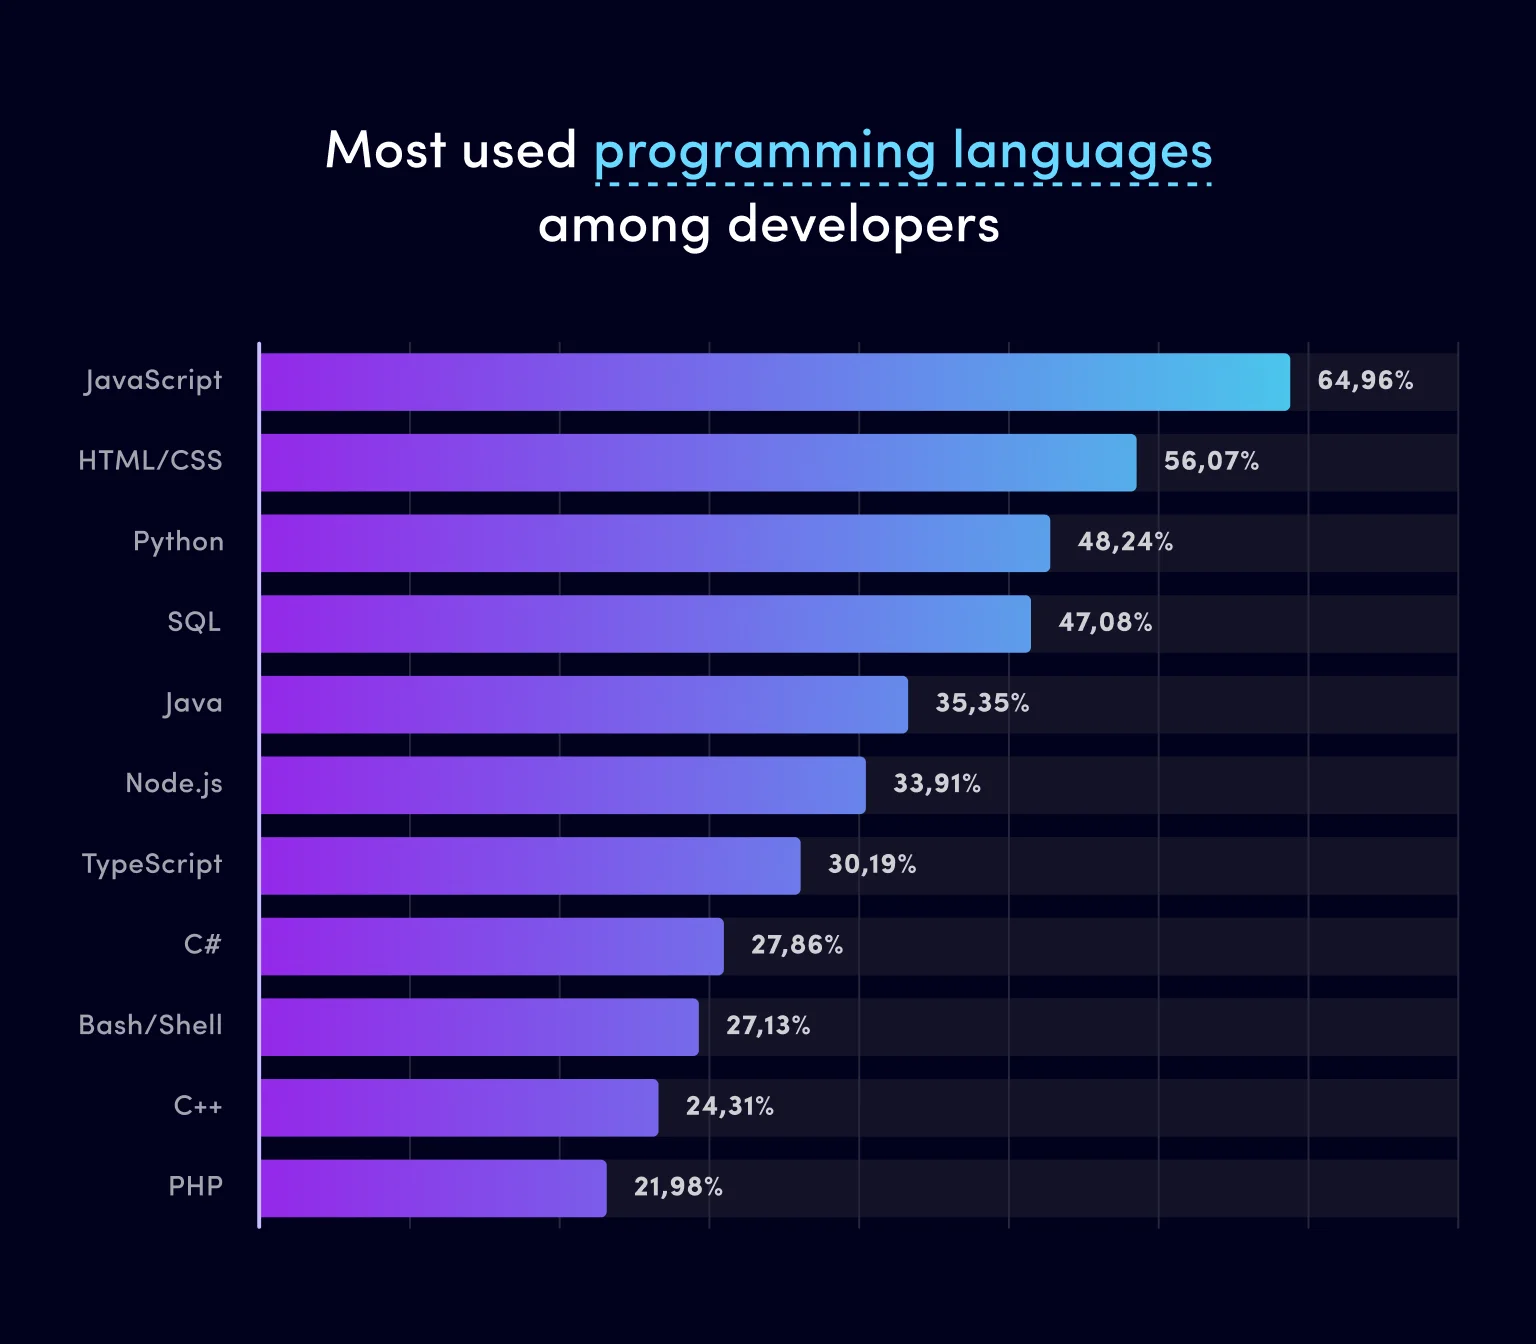 Most used programming languages
among developers
JavaScript 64,96%
HTML/CSS 56,07%
Python 48,24%
SQL 47,08%
Java 35,35%
Node.js 33,91%
TypeScript 30,19%
C# 27,86%
Bash/Shell 27,13%
C++ 24,31%
PHP 21,98%